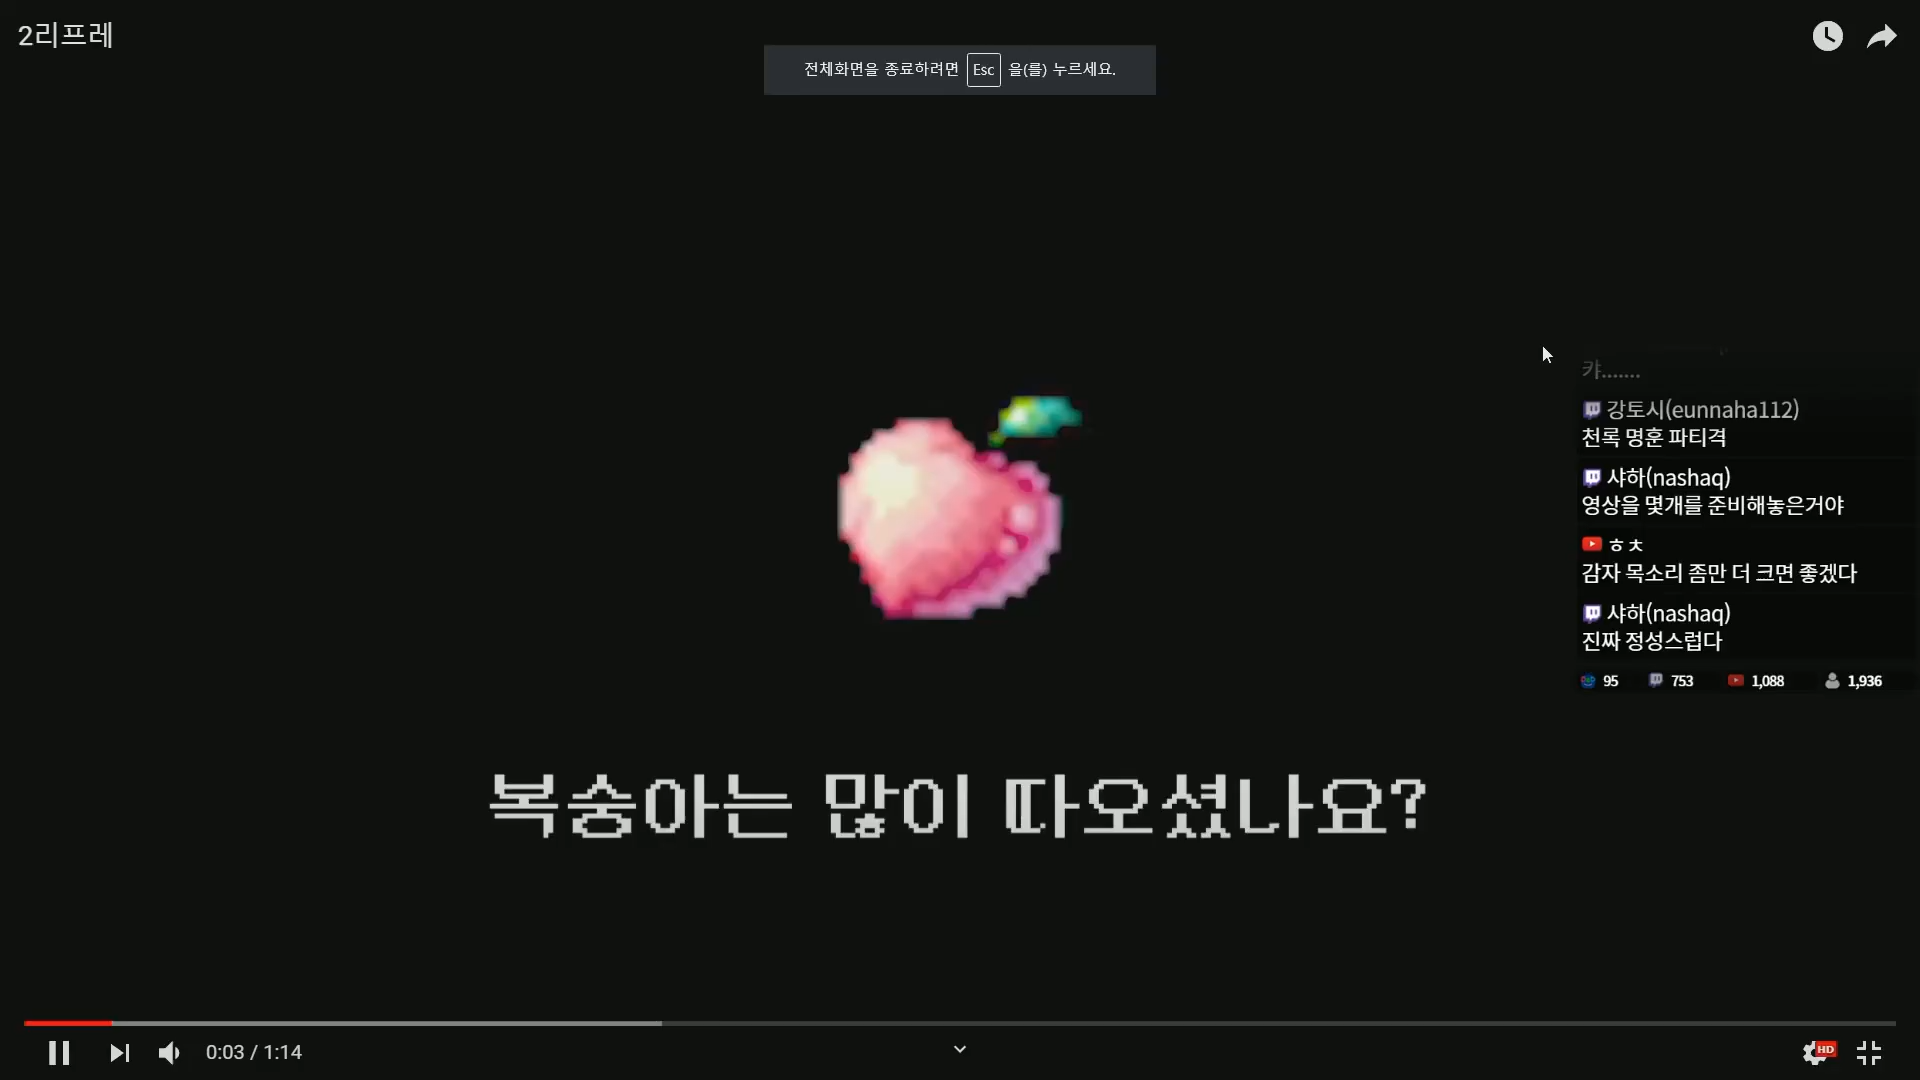 2리프레
전체화면을 종료하려면 Esc 을(를) 누르세요.
캬.......
강토시(eunnaha112)
천록 명훈 파티격
샤하(nashaq)
영상을 몇개를 준비해놓은거야
ㅎㅊ
감자 목소리 좀만 더 크면 좋겠다
샤하(nashaq)
진짜 정성스럽다
95 753 1,088 1,936
복숭아는 많이 따오셨나요?
0:03 / 1:14
HD